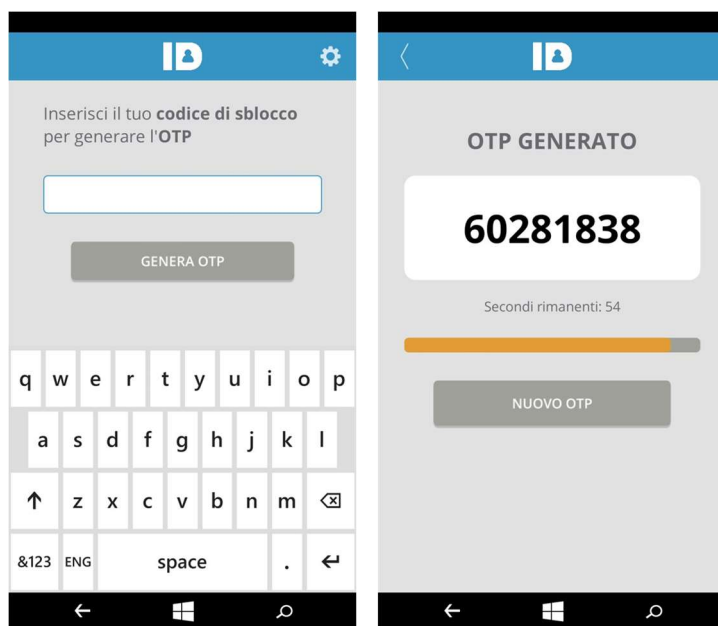 ID
Inserisci il tuo codice di sblocco
per generare l'OTP
GENERA OTP
q w e r t y u i o p
a s d f g h j k l
z x c v b n m
&123 ENG space .
ID
OTP GENERATO
60281838
Secondi rimanenti: 54
NUOVO OTP